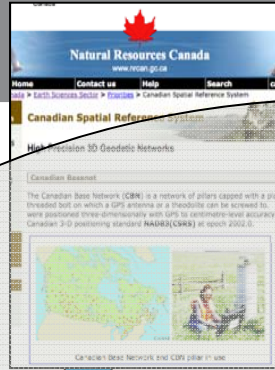 Canada
Natural Resources Canada
www.nrcan.gc.ca
Home Contact us Help Search
> Earth Sciences Sector > Priorities > Canadian Spatial Reference System
Canadian Spatial Reference System
High Precision 3D Geodetic Networks
Canadian Basenet
The Canadian Base Network (CBN) is a network of pillars capped with a
threaded bolt on which a GPS antenna or a theodolite can be screwed to.
were positioned three-dimensionally with GPS to centimetre-level accuracy
Canadian 3-D positioning standard NAD83(CSRS) at epoch 2002.0.
Canadian Base Network and CBN pillar in use